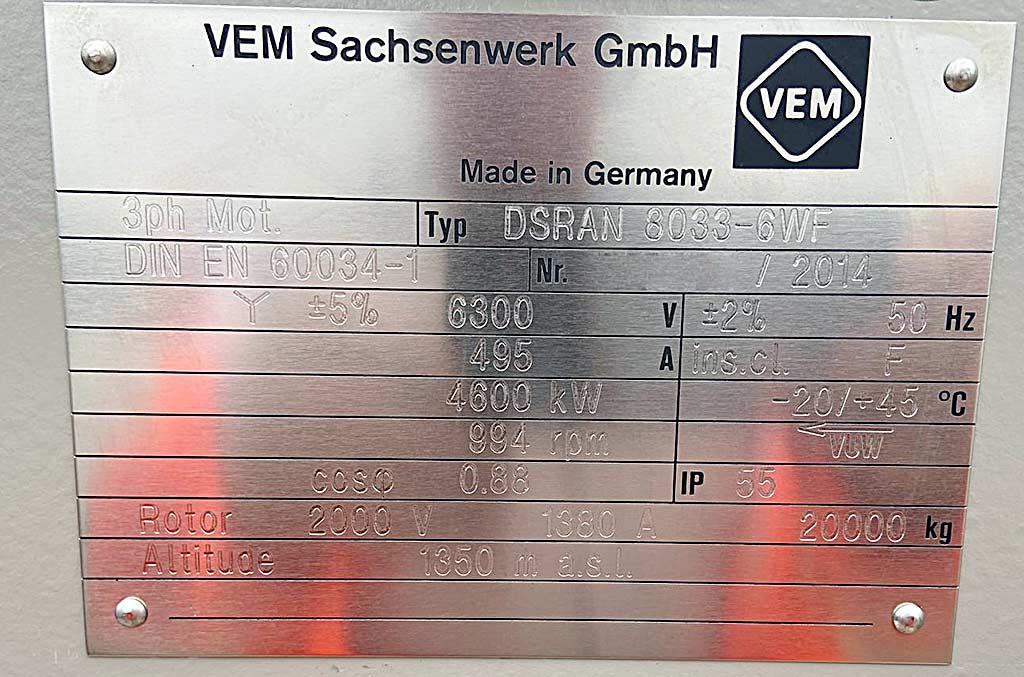 VEM Sachsenwerk GmbH
VEM
Made in Germany
3ph Mot. Typ DSRAN 8033-6WF
DIN EN 60034-1 Nr. / 2014
Y ±5% 6300 V ±2% 50 Hz
495 A ins.cl. F
4600 kW -20/+45 °C
994 rpm
cosφ 0.88 IP 55
Rotor 2000 V 1380 A 20000 kg
Altitude 1350 m a.s.l.